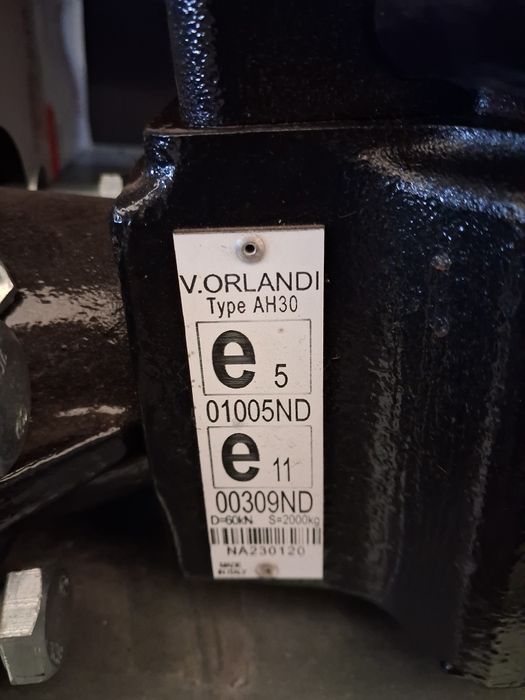 V.ORLANDI
Type AH30
e 5
01005ND
e 11
00309ND
D=60kN S=2000kg
NA230120
MADE
IN ITALY